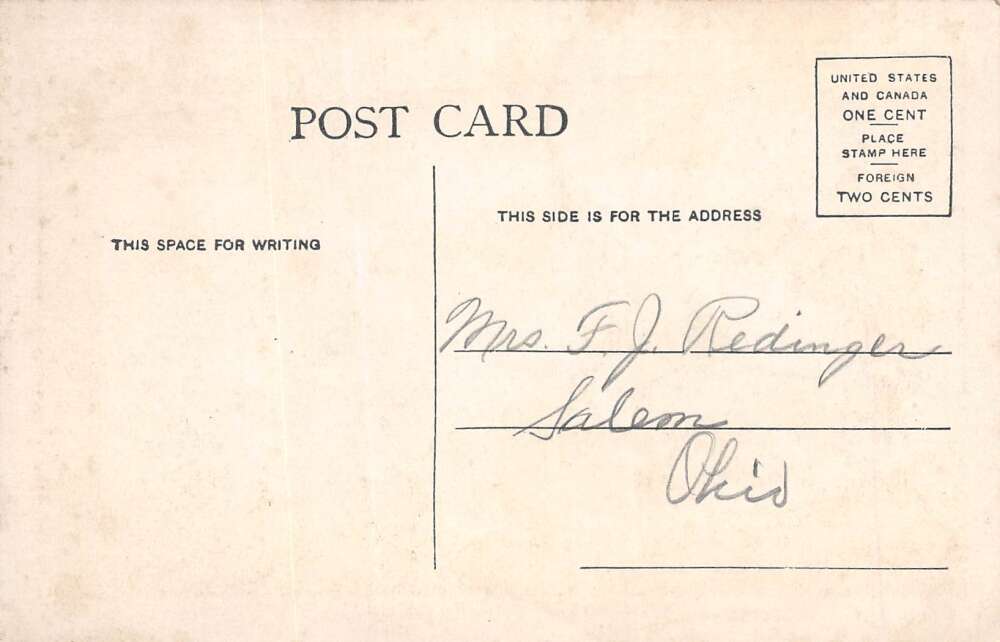 POST CARD
UNITED STATES
AND CANADA
ONE CENT
PLACE
STAMP HERE
FOREIGN
TWO CENTS
THIS SPACE FOR WRITING
THIS SIDE IS FOR THE ADDRESS
Mrs. F. J. Redinger
Salem
Ohio